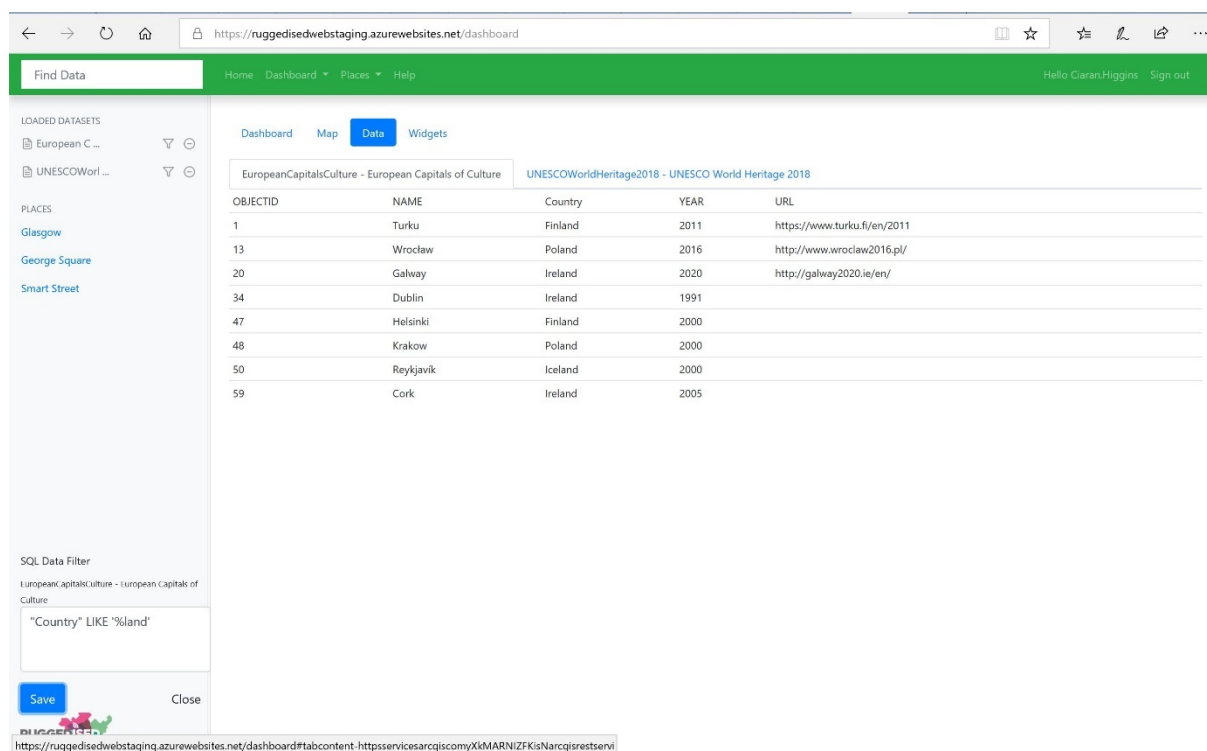 https://ruggedisedwebstaging.azurewebsites.net/dashboard
Find Data Home Dashboard Places Help Hello Ciaran.Higgins Sign out
LOADED DATASETS
European C ...
UNESCOWorl ...
PLACES
Glasgow
George Square
Smart Street
Dashboard Map Data Widgets
EuropeanCapitalsCulture - European Capitals of Culture UNESCOWorldHeritage2018 - UNESCO World Heritage 2018
OBJECTID NAME Country YEAR URL
1 Turku Finland 2011 https://www.turku.fi/en/2011
13 Wrocław Poland 2016 http://www.wroclaw2016.pl/
20 Galway Ireland 2020 http://galway2020.ie/en/
34 Dublin Ireland 1991
47 Helsinki Finland 2000
48 Krakow Poland 2000
50 Reykjavík Iceland 2000
59 Cork Ireland 2005
SQL Data Filter
EuropeanCapitalsCulture - European Capitals of
Culture
"Country" LIKE '%land'
Save Close
RUGGEDISED
https://ruggedisedwebstaging.azurewebsites.net/dashboard#tabcontent-httpsservicesarcgiscomyXkMARNIZFKisNarcgisrestservi